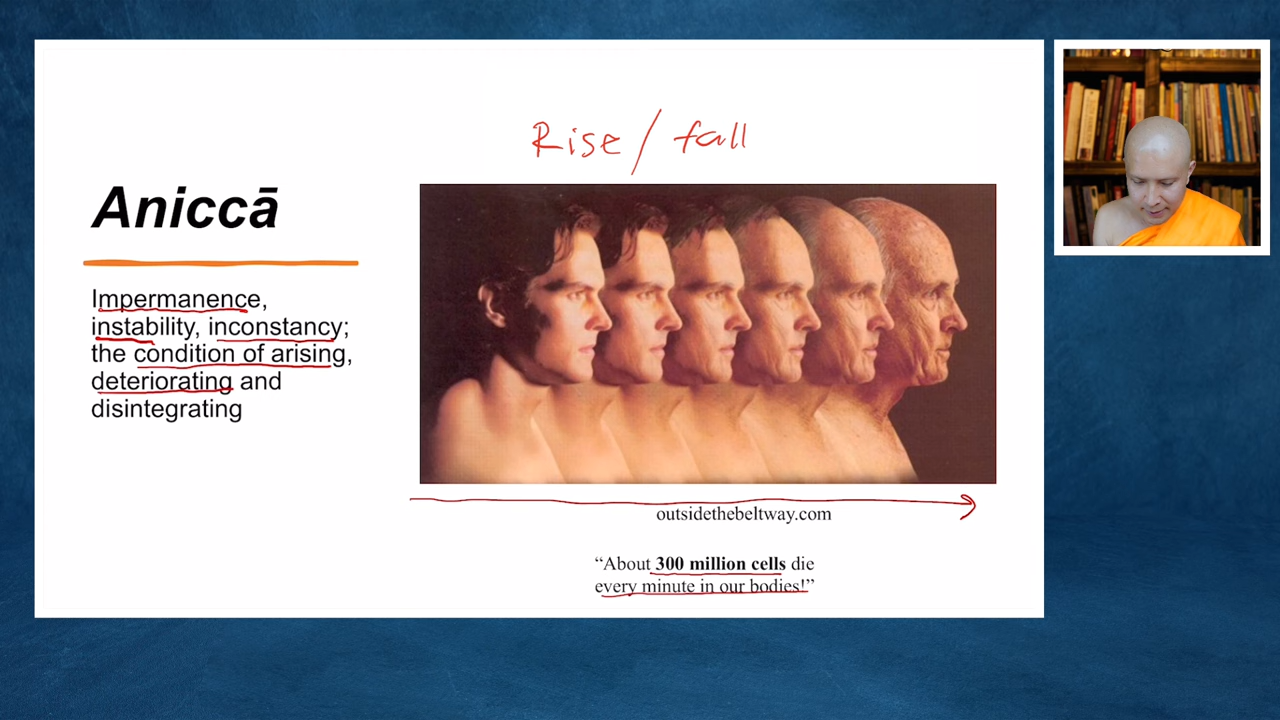 Rise / fall
Aniccā
Impermanence,
instability, inconstancy;
the condition of arising,
deteriorating and
disintegrating
outsidethebeltway.com
“About 300 million cells die
every minute in our bodies!”